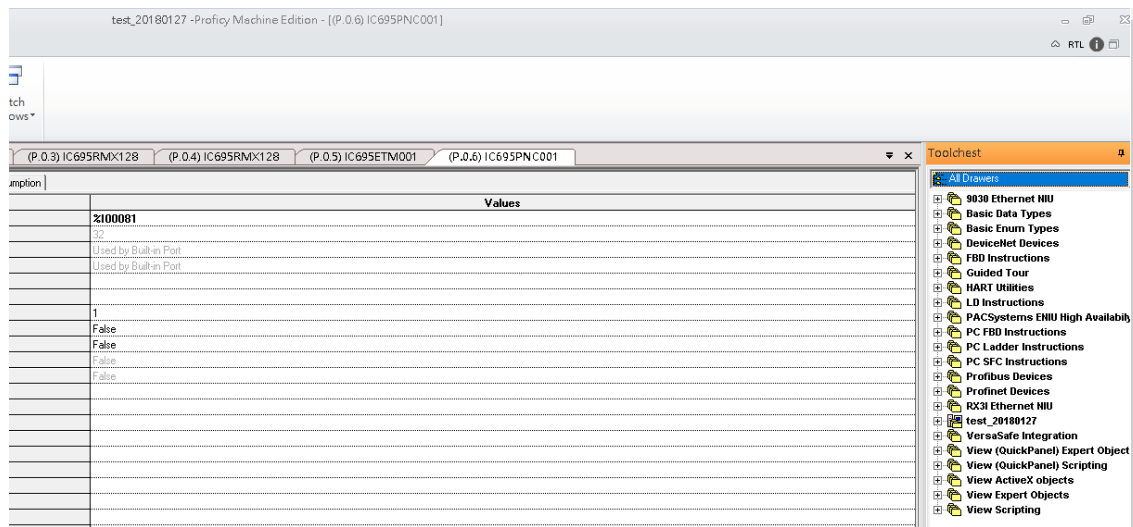 test_20180127 -Proficy Machine Edition - [(P.0.6) IC695PNC001]
RTL
tch
ows
(P.0.3) IC695RMX128
(P.0.4) IC695RMX128
(P.0.5) IC695ETM001
(P.0.6) IC695PNC001
Toolchest
umption
All Drawers
Values
%I00081
32
Used by Built-in Port
Used by Built-in Port
1
False
False
False
False
9030 Ethernet NIU
Basic Data Types
Basic Enum Types
DeviceNet Devices
FBD Instructions
Guided Tour
HART Utilities
LD Instructions
PACSystems ENIU High Availabily
PC FBD Instructions
PC Ladder Instructions
PC SFC Instructions
Profibus Devices
Profinet Devices
RX3I Ethernet NIU
test_20180127
VersaSafe Integration
View (QuickPanel) Expert Object
View (QuickPanel) Scripting
View ActiveX objects
View Expert Objects
View Scripting